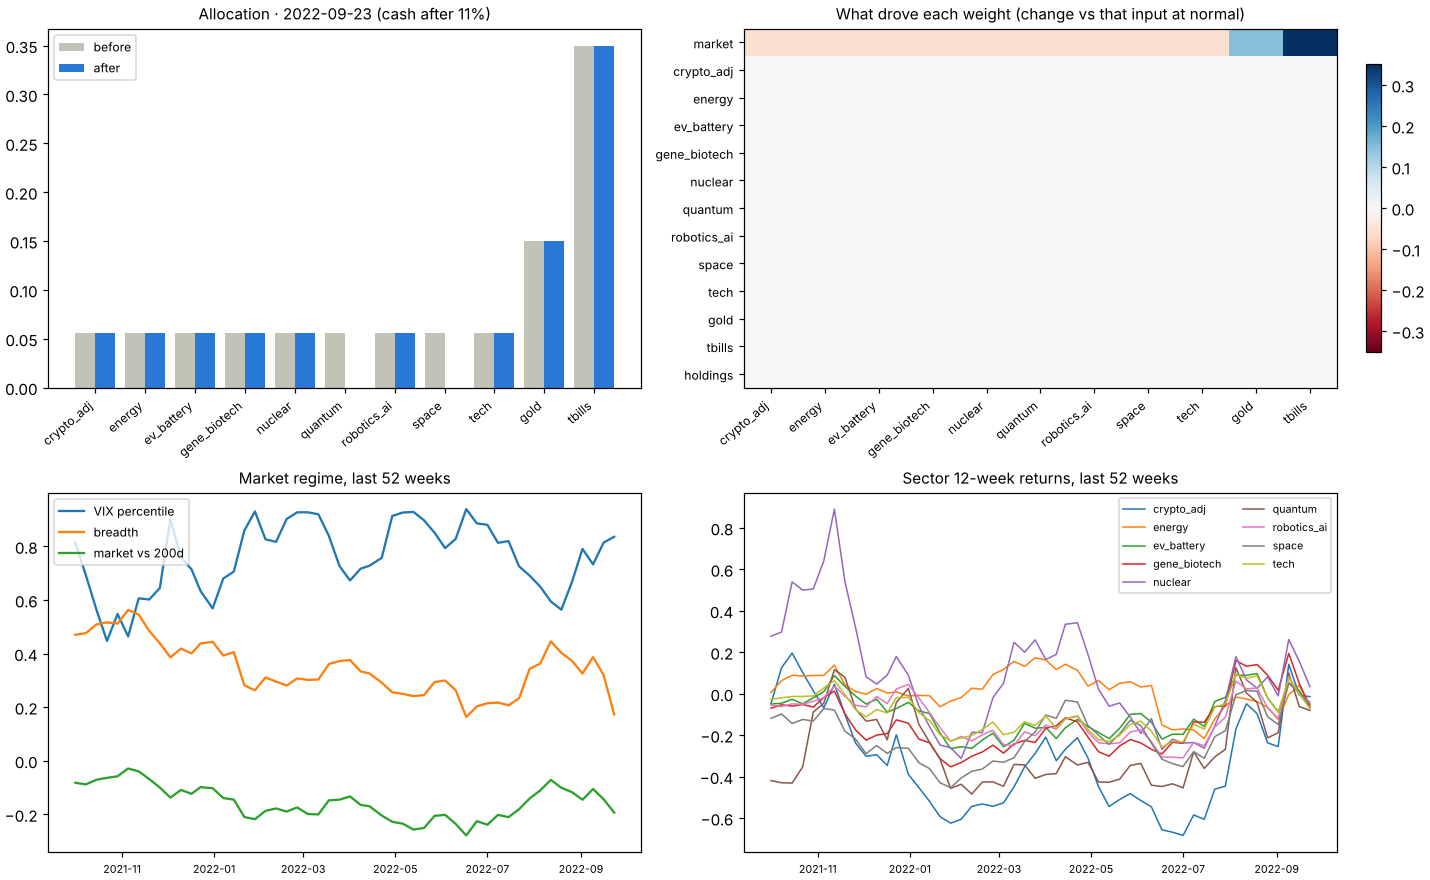 Allocation · 2022-09-23 (cash after 11%)
before
after
0.35
0.30
0.25
0.20
0.15
0.10
0.05
0.00
crypto_adj
energy
ev_battery
gene_biotech
nuclear
quantum
robotics_ai
space
tech
gold
tbills
What drove each weight (change vs that input at normal)
market
crypto_adj
energy
ev_battery
gene_biotech
nuclear
quantum
robotics_ai
space
tech
gold
tbills
holdings
crypto_adj
energy
ev_battery
gene_biotech
nuclear
quantum
robotics_ai
space
tech
gold
tbills
0.3
0.2
0.1
0.0
−0.1
−0.2
−0.3
Market regime, last 52 weeks
VIX percentile
breadth
market vs 200d
0.8
0.6
0.4
0.2
0.0
−0.2
2021-11
2022-01
2022-03
2022-05
2022-07
2022-09
Sector 12-week returns, last 52 weeks
crypto_adj
energy
ev_battery
gene_biotech
nuclear
quantum
robotics_ai
space
tech
0.8
0.6
0.4
0.2
0.0
−0.2
−0.4
−0.6
2021-11
2022-01
2022-03
2022-05
2022-07
2022-09